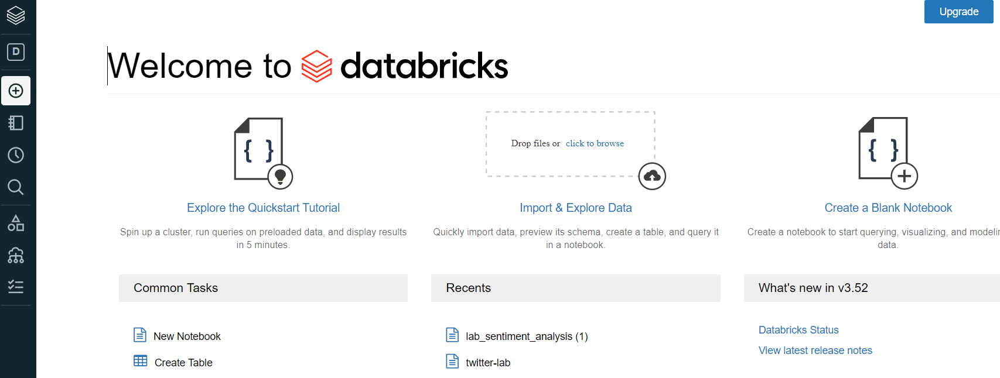 Upgrade
D
Welcome to databricks
Drop files or click to browse
{ }
{ }
Explore the Quickstart Tutorial
Import & Explore Data
Create a Blank Notebook
Spin up a cluster, run queries on preloaded data, and display results
in 5 minutes.
Quickly import data, preview its schema, create a table, and query it
in a notebook.
Create a notebook to start querying, visualizing, and modelin
data.
Common Tasks
Recents
What's new in v3.52
New Notebook
Create Table
lab_sentiment_analysis (1)
twitter-lab
Databricks Status
View latest release notes